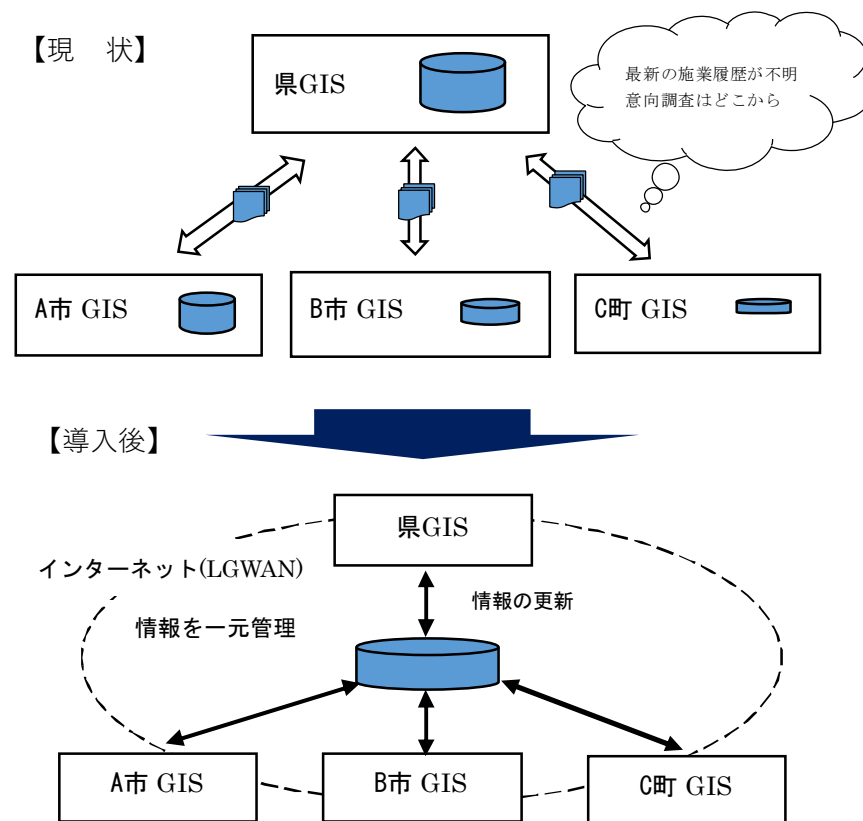 【現　状】
県GIS
最新の施業履歴が不明
意向調査はどこから
A市 GIS
B市 GIS
C町 GIS
【導入後】
県GIS
インターネット(LGWAN)
情報の更新
情報を一元管理
A市 GIS
B市 GIS
C町 GIS